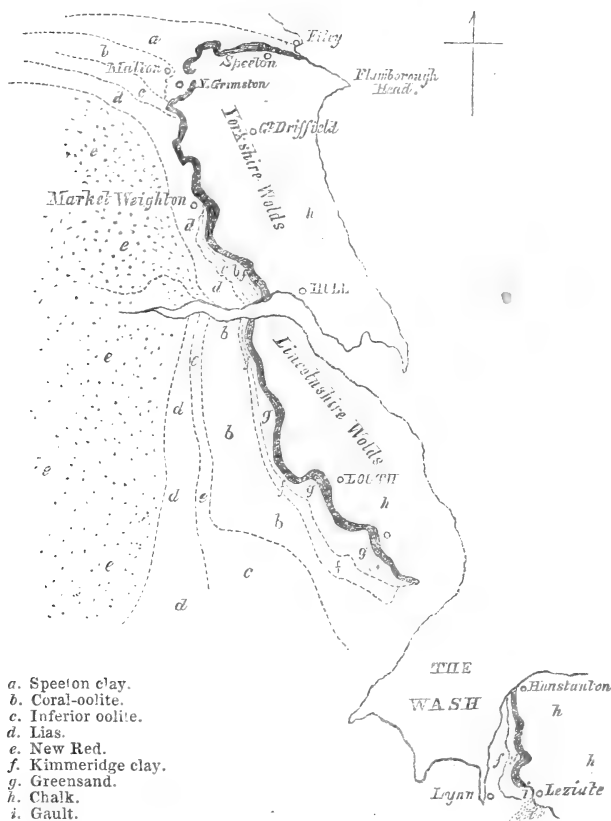 a
Filey
b
Speeton
Malton
Flamborough
Head.
N. Grimston
c
d
Gt. Driffield
e
Yorkshire Wolds
Market Weighton
h
d
e
f
b
f
d
HULL
b
c
e
Lincolnshire Wolds
d
g
b
e
LOUTH
f
g
h
d
e
b
g
f
e
c
d
THE
WASH
Hunstanton
h
f
h
Lynn
i
Leziate
i
a. Speeton clay.
b. Coral-oolite.
c. Inferior oolite.
d. Lias.
e. New Red.
f. Kimmeridge clay.
g. Greensand.
h. Chalk.
i. Gault.